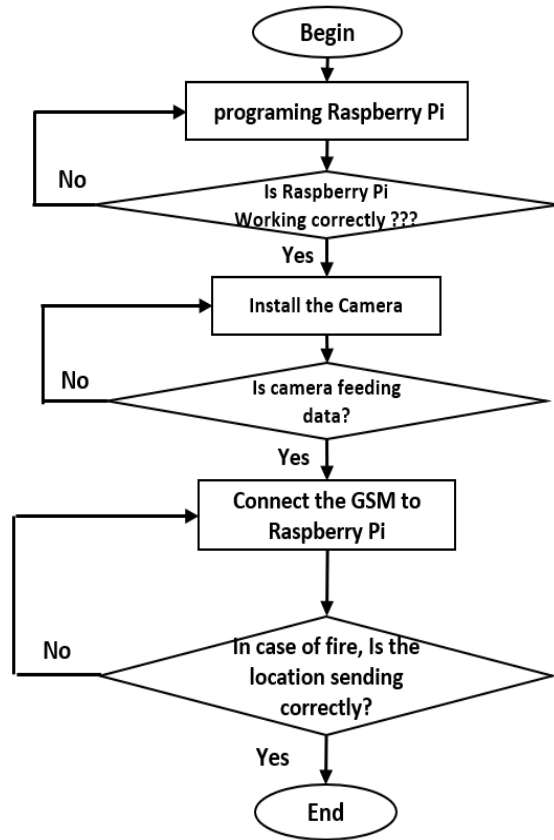 Begin
programing Raspberry Pi
No
Is Raspberry Pi
Working correctly ???
Yes
Install the Camera
No
Is camera feeding
data?
Yes
Connect the GSM to
Raspberry Pi
No
In case of fire, Is the
location sending
correctly?
Yes
End